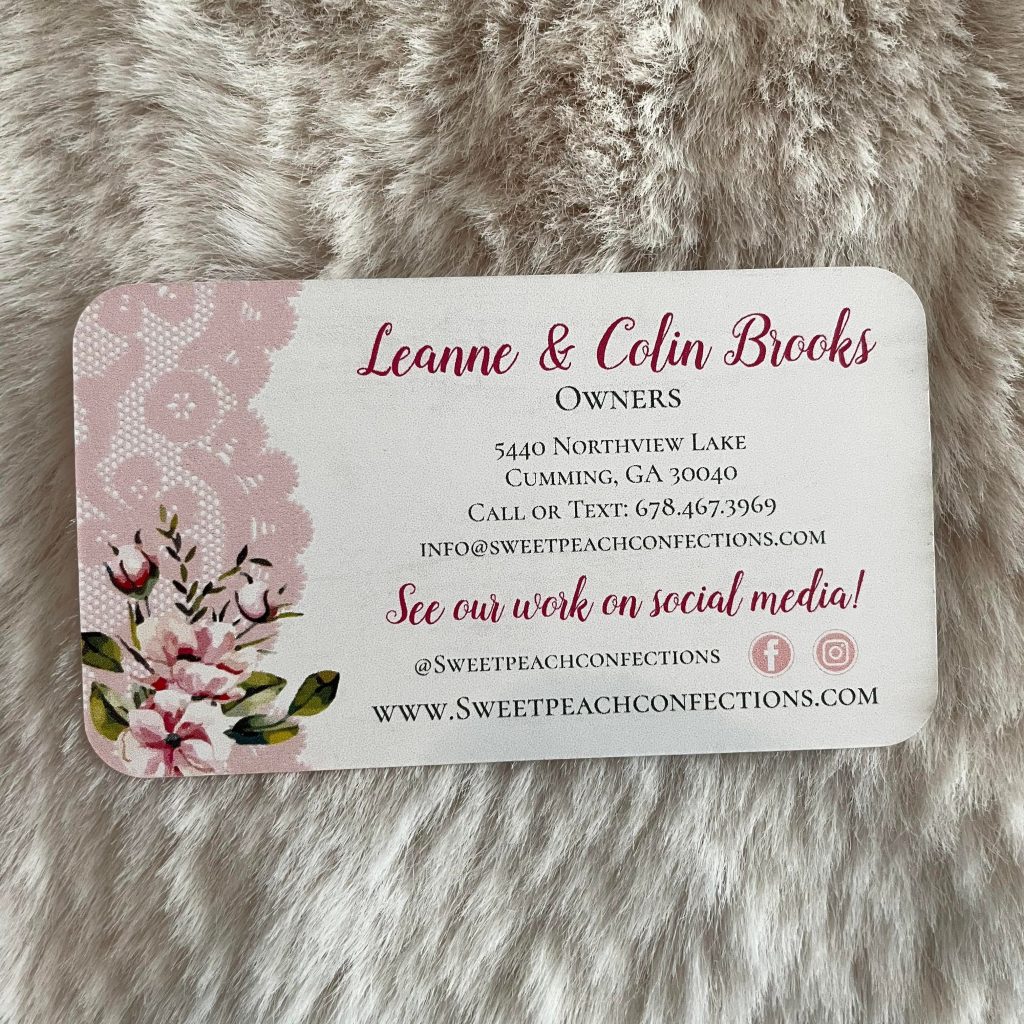 Leanne & Colin Brooks
Owners
5440 Northview Lake
Cumming, GA 30040
Call or Text: 678.467.3969
info@sweetpeachconfections.com
See our work on social media!
@Sweetpeachconfections
www.Sweetpeachconfections.com